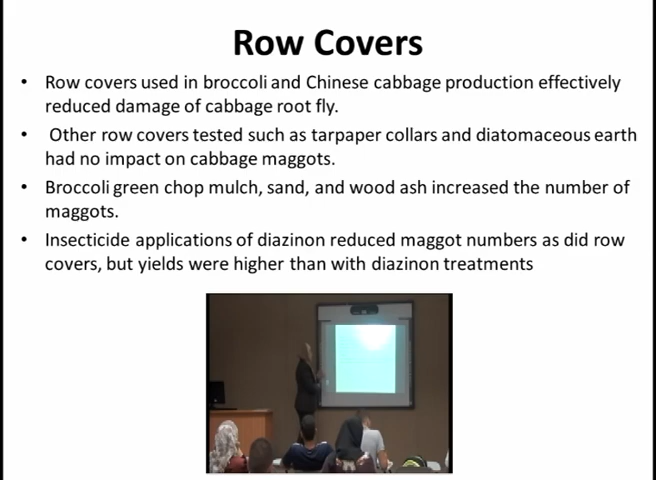 Row Covers
• Row covers used in broccoli and Chinese cabbage production effectively
reduced damage of cabbage root fly.
• Other row covers tested such as tarpaper collars and diatomaceous earth
had no impact on cabbage maggots.
• Broccoli green chop mulch, sand, and wood ash increased the number of
maggots.
• Insecticide applications of diazinon reduced maggot numbers as did row
covers, but yields were higher than with diazinon treatments